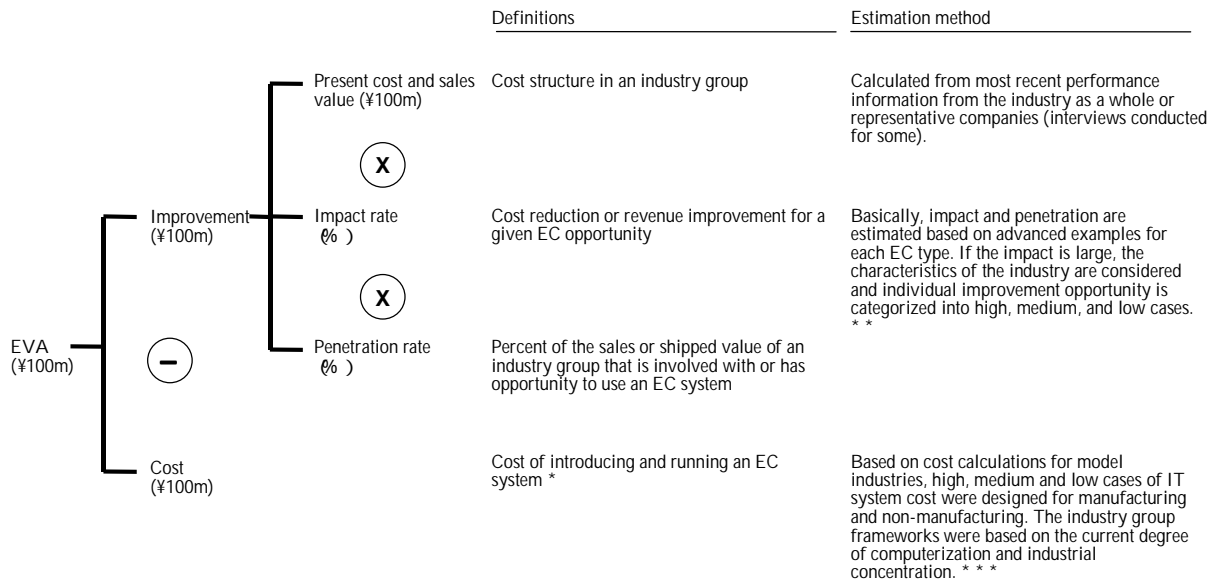 Definitions
Estimation method
Present cost and sales
value (¥100m)
Cost structure in an industry group
Calculated from most recent performance
information from the industry as a whole or
representative companies (interviews conducted
for some).
X
Improvement
(¥100m)
Impact rate
(% )
Cost reduction or revenue improvement for a
given EC opportunity
Basically, impact and penetration are
estimated based on advanced examples for
each EC type. If the impact is large, the
characteristics of the industry are considered
and individual improvement opportunity is
categorized into high, medium, and low cases.
* *
X
EVA
(¥100m)
–
Penetration rate
(% )
Percent of the sales or shipped value of an
industry group that is involved with or has
opportunity to use an EC system
Cost
(¥100m)
Cost of introducing and running an EC
system *
Based on cost calculations for model
industries, high, medium and low cases of IT
system cost were designed for manufacturing
and non-manufacturing. The industry group
frameworks were based on the current degree
of computerization and industrial
concentration. * * *